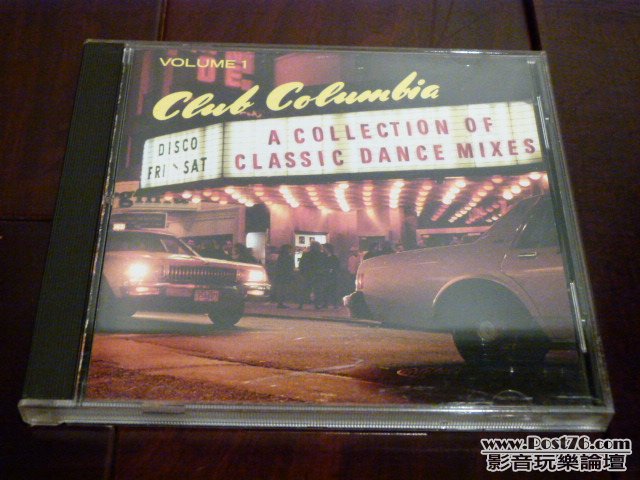 VOLUME 1
Club Columbia
DISCO
FRI SAT
A COLLECTION OF
CLASSIC DANCE MIXES
www.Post76.com
影音玩樂論壇